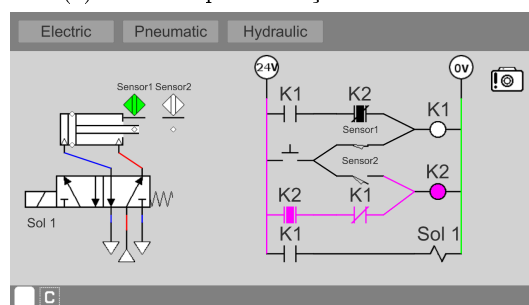 Electric Pneumatic Hydraulic
24V 0V
Sensor1 Sensor2
K1 K2 K1
Sensor1
Sensor2
K2
K2 K1
Sol 1
K1 Sol 1
C